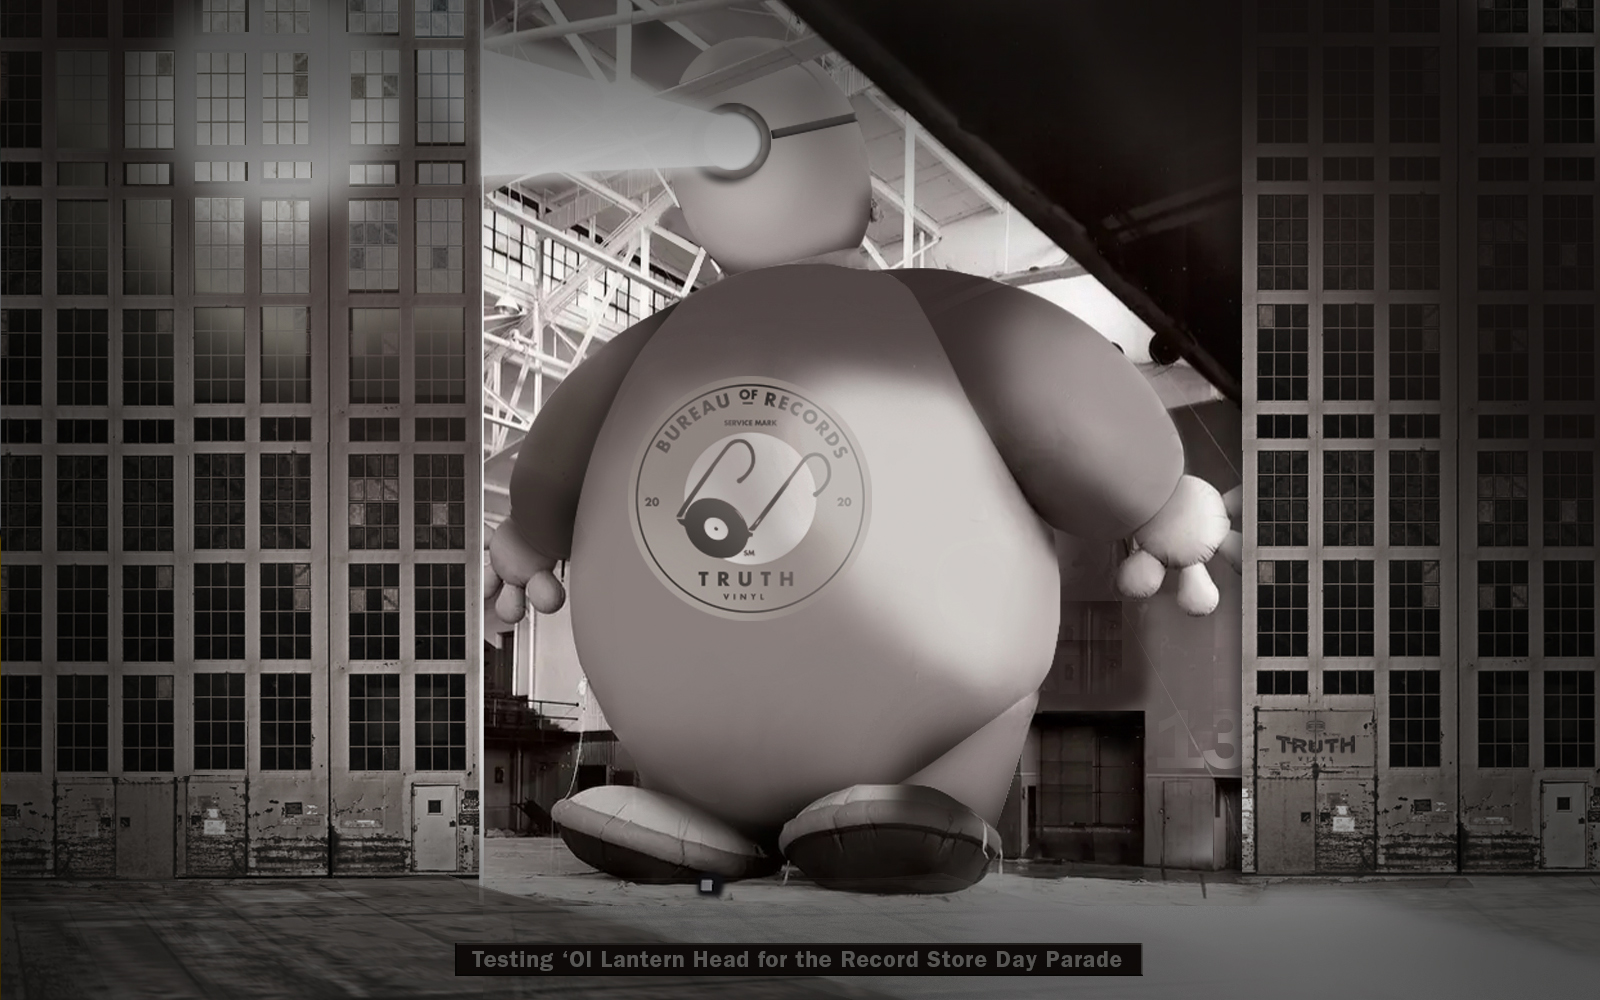 BUREAU OF RECORDS
SERVICE MARK
20 20
SM
TRUTH
VINYL
13
TRUTH
VINYL
Testing ‘Ol Lantern Head for the Record Store Day Parade